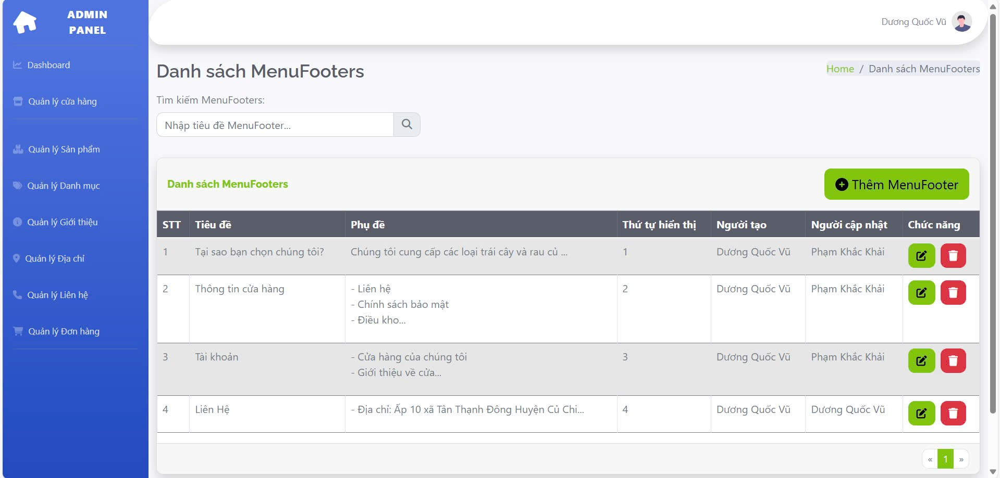 ADMIN
PANEL
Dương Quốc Vũ
Dashboard
Quản lý cửa hàng
Quản lý Sản phẩm
Quản lý Danh mục
Quản lý Giới thiệu
Quản lý Địa chỉ
Quản lý Liên hệ
Quản lý Đơn hàng
Danh sách MenuFooters
Home / Danh sách MenuFooters
Tìm kiếm MenuFooters:
Nhập tiêu đề MenuFooter...
Danh sách MenuFooters
Thêm MenuFooter
STT Tiêu đề Phụ đề Thứ tự hiển thị Người tạo Người cập nhật Chức năng
1 Tại sao bạn chọn chúng tôi? Chúng tôi cung cấp các loại trái cây và rau củ ... 1 Dương Quốc Vũ Phạm Khắc Khải
2 Thông tin cửa hàng - Liên hệ 2 Dương Quốc Vũ Phạm Khắc Khải
- Chính sách bảo mật
- Điều kho...
3 Tài khoản - Cửa hàng của chúng tôi 3 Dương Quốc Vũ Phạm Khắc Khải
- Giới thiệu về cửa...
4 Liên Hệ - Địa chỉ: Ấp 10 xã Tân Thạnh Đông Huyện Củ Chi... 4 Dương Quốc Vũ Dương Quốc Vũ
« 1 »